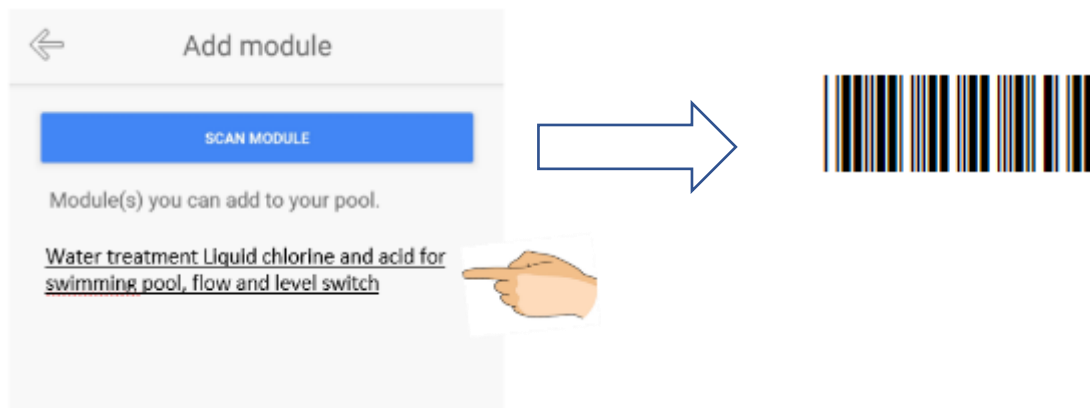 Add module
SCAN MODULE
Module(s) you can add to your pool.
Water treatment Liquid chlorine and acid for
swimming pool, flow and level switch